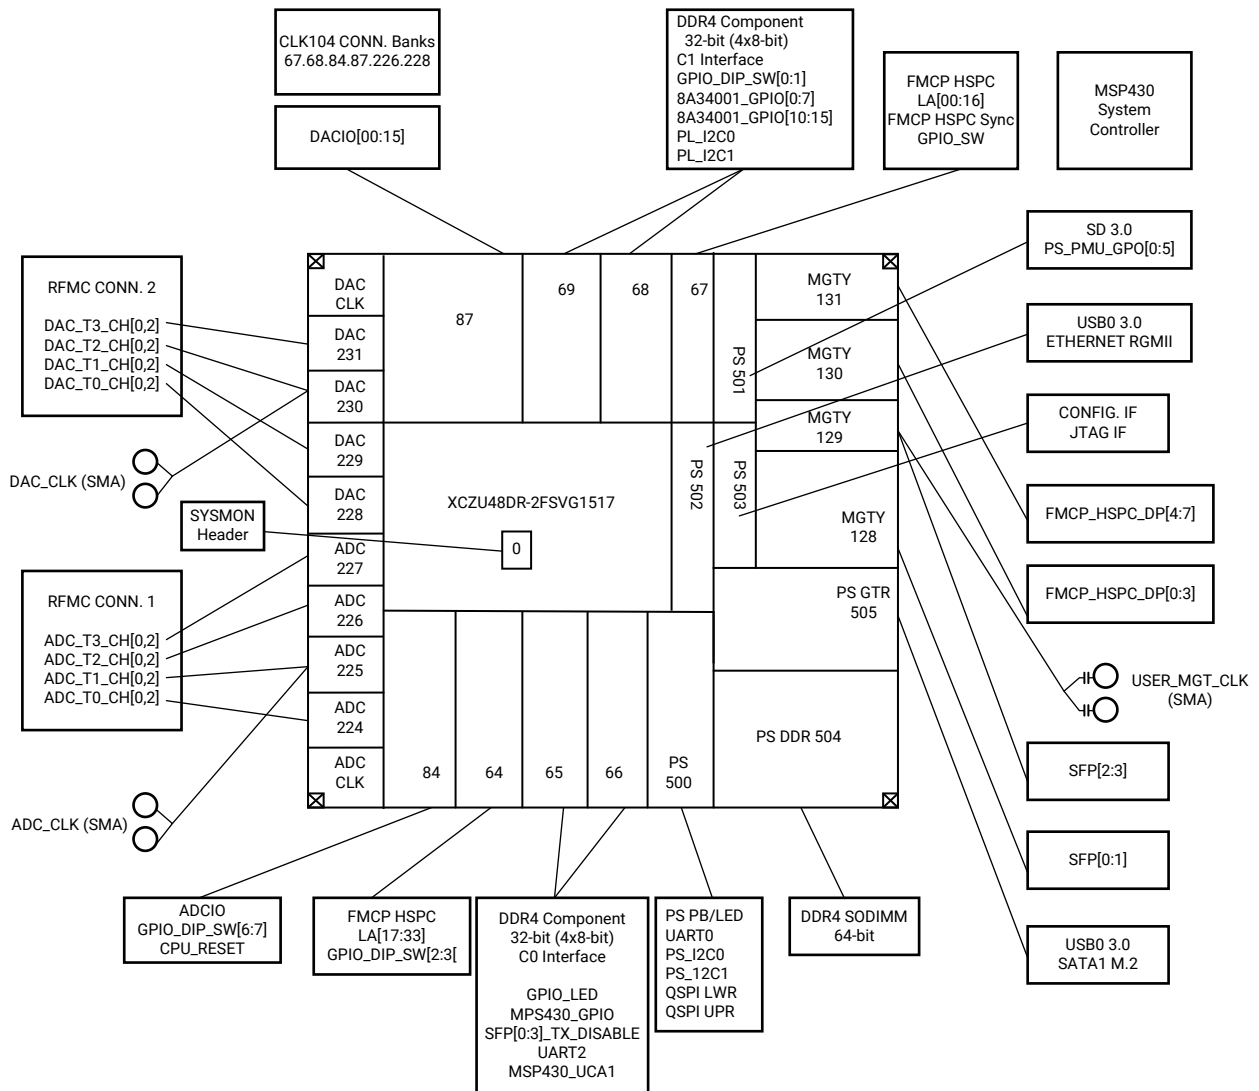 CLK104 CONN. Banks
67.68.84.87.226.228
DACIO[00:15]
DDR4 Component
32-bit (4x8-bit)
C1 Interface
GPIO_DIP_SW[0:1]
8A34001_GPIO[0:7]
8A34001_GPIO[10:15]
PL_I2C0
PL_I2C1
FMCP HSPC
LA[00:16]
FMCP HSPC Sync
GPIO_SW
MSP430
System
Controller
SD 3.0
PS_PMU_GPO[0:5]
USB0 3.0
ETHERNET RGMII
CONFIG. IF
JTAG IF
FMCP_HSPC_DP[4:7]
FMCP_HSPC_DP[0:3]
USER_MGT_CLK
(SMA)
SFP[2:3]
SFP[0:1]
USB0 3.0
SATA1 M.2
RFMC CONN. 2
DAC_T3_CH[0,2]
DAC_T2_CH[0,2]
DAC_T1_CH[0,2]
DAC_T0_CH[0,2]
DAC_CLK (SMA)
SYSMON
Header
RFMC CONN. 1
ADC_T3_CH[0,2]
ADC_T2_CH[0,2]
ADC_T1_CH[0,2]
ADC_T0_CH[0,2]
ADC_CLK (SMA)
DAC
CLK
DAC
231
DAC
230
DAC
229
DAC
228
ADC
227
ADC
226
ADC
225
ADC
224
ADC
CLK
87
69
68
67
PS 501
MGTY
131
MGTY
130
MGTY
129
MGTY
128
XCZU48DR-2FSVG1517
0
PS 502
PS 503
PS GTR
505
PS DDR 504
84
64
65
66
PS
500
ADCIO
GPIO_DIP_SW[6:7]
CPU_RESET
FMCP HSPC
LA[17:33]
GPIO_DIP_SW[2:3[
DDR4 Component
32-bit (4x8-bit)
C0 Interface
GPIO_LED
MPS430_GPIO
SFP[0:3]_TX_DISABLE
UART2
MSP430_UCA1
PS PB/LED
UART0
PS_I2C0
PS_12C1
QSPI LWR
QSPI UPR
DDR4 SODIMM
64-bit